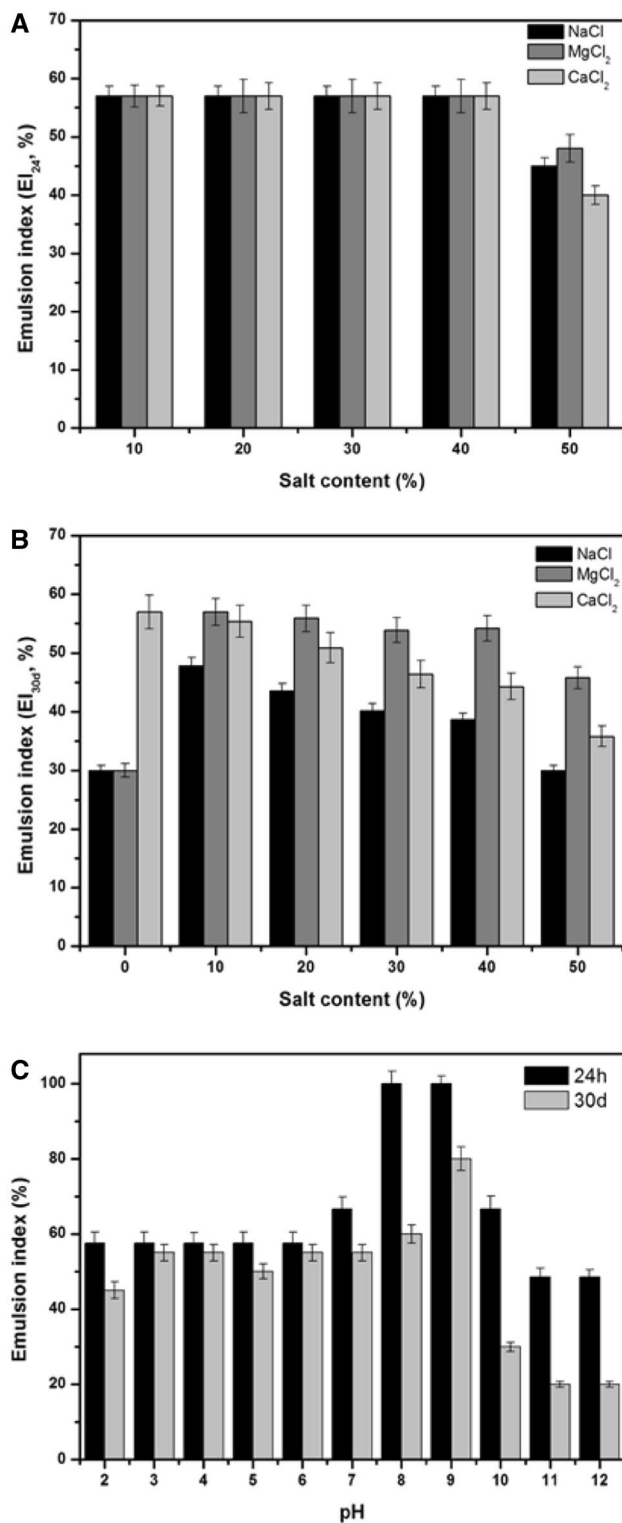 A
70
60
50
40
30
20
10
0
Emulsion index (EI₂₄, %)
NaCl
MgCl₂
CaCl₂
10 20 30 40 50
Salt content (%)
B
70
60
50
40
30
20
10
0
Emulsion index (EI₃₀d, %)
NaCl
MgCl₂
CaCl₂
0 10 20 30 40 50
Salt content (%)
C
100
80
60
40
20
0
Emulsion index (%)
24h
30d
2 3 4 5 6 7 8 9 10 11 12
pH